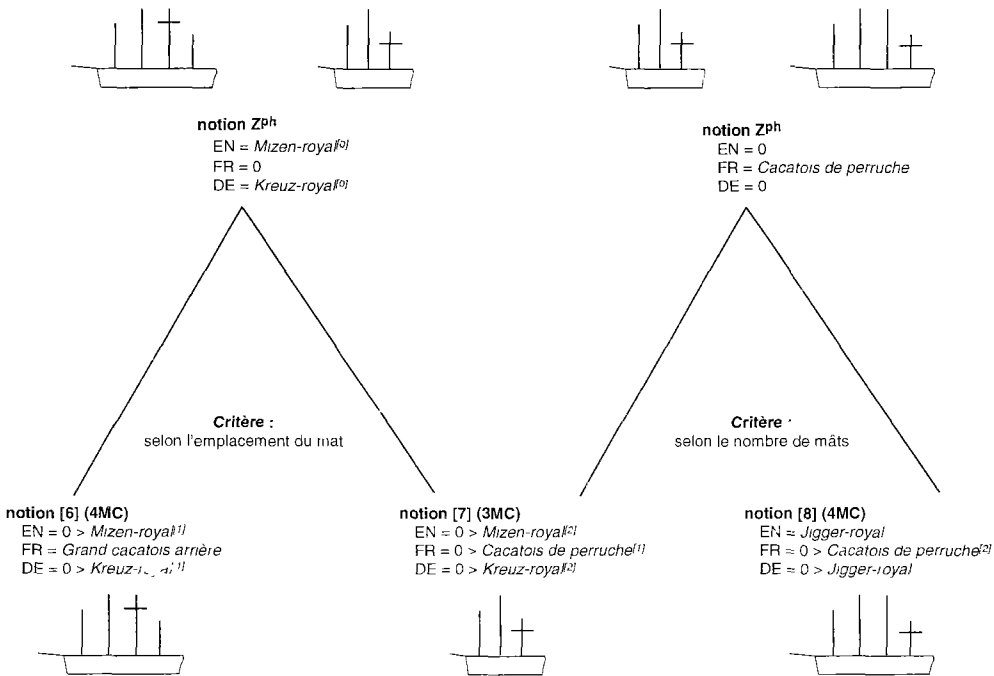 notion Zph
EN = Mizen-royal[0]
FR = 0
DE = Kreuz-royal[0]
notion Zph
EN = 0
FR = Cacatois de perruche
DE = 0
Critère :
selon l'emplacement du mat
Critère :
selon le nombre de mâts
notion [6] (4MC)
EN = 0 > Mizen-royal[1]
FR = Grand cacatois arrière
DE = 0 >
notion [7] (3MC)
EN = 0 > Mizen-royal[2]
FR = 0 > Cacatois de perruche[1]
DE = 0 > Kreuz-royal[2]
notion [8] (4MC)
EN = Jigger-royal
FR = 0 > Cacatois de perruche[2]
DE = 0 > Jigger-royal